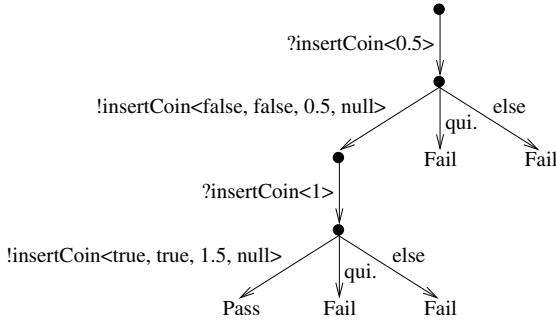 ?insertCoin<0.5>
!insertCoin<false, false, 0.5, null>
qui.
else
Fail
Fail
?insertCoin<1>
!insertCoin<true, true, 1.5, null>
qui.
else
Pass
Fail
Fail